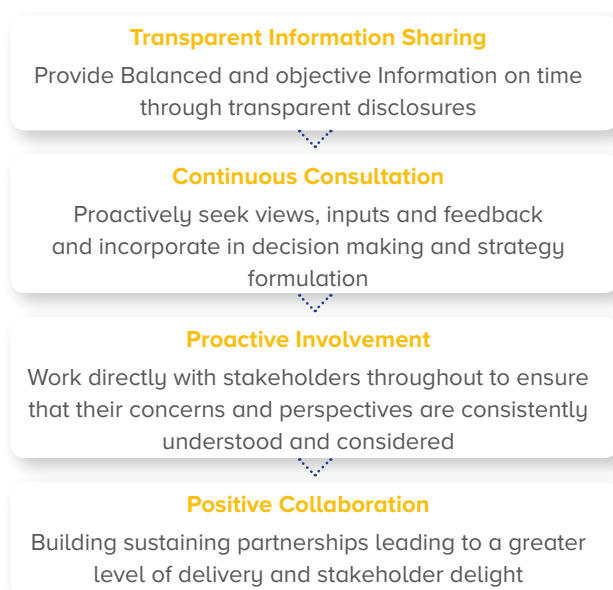 Transparent Information Sharing
Provide Balanced and objective Information on time
through transparent disclosures
Continuous Consultation
Proactively seek views, inputs and feedback
and incorporate in decision making and strategy
formulation
Proactive Involvement
Work directly with stakeholders throughout to ensure
that their concerns and perspectives are consistently
understood and considered
Positive Collaboration
Building sustaining partnerships leading to a greater
level of delivery and stakeholder delight